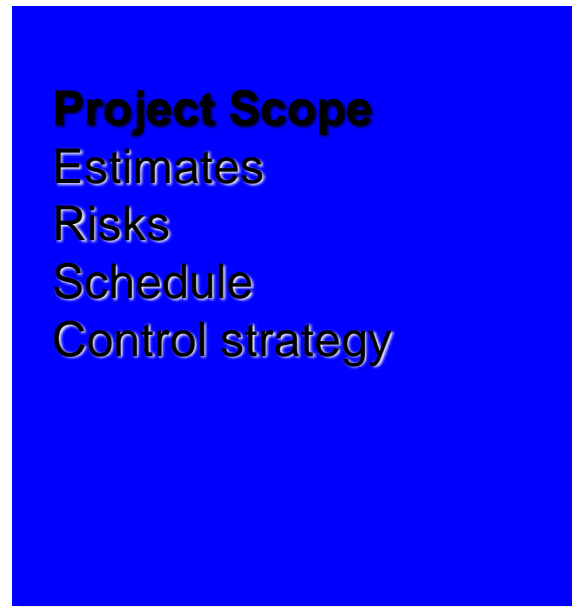 Project Scope
Estimates
Risks
Schedule
Control strategy